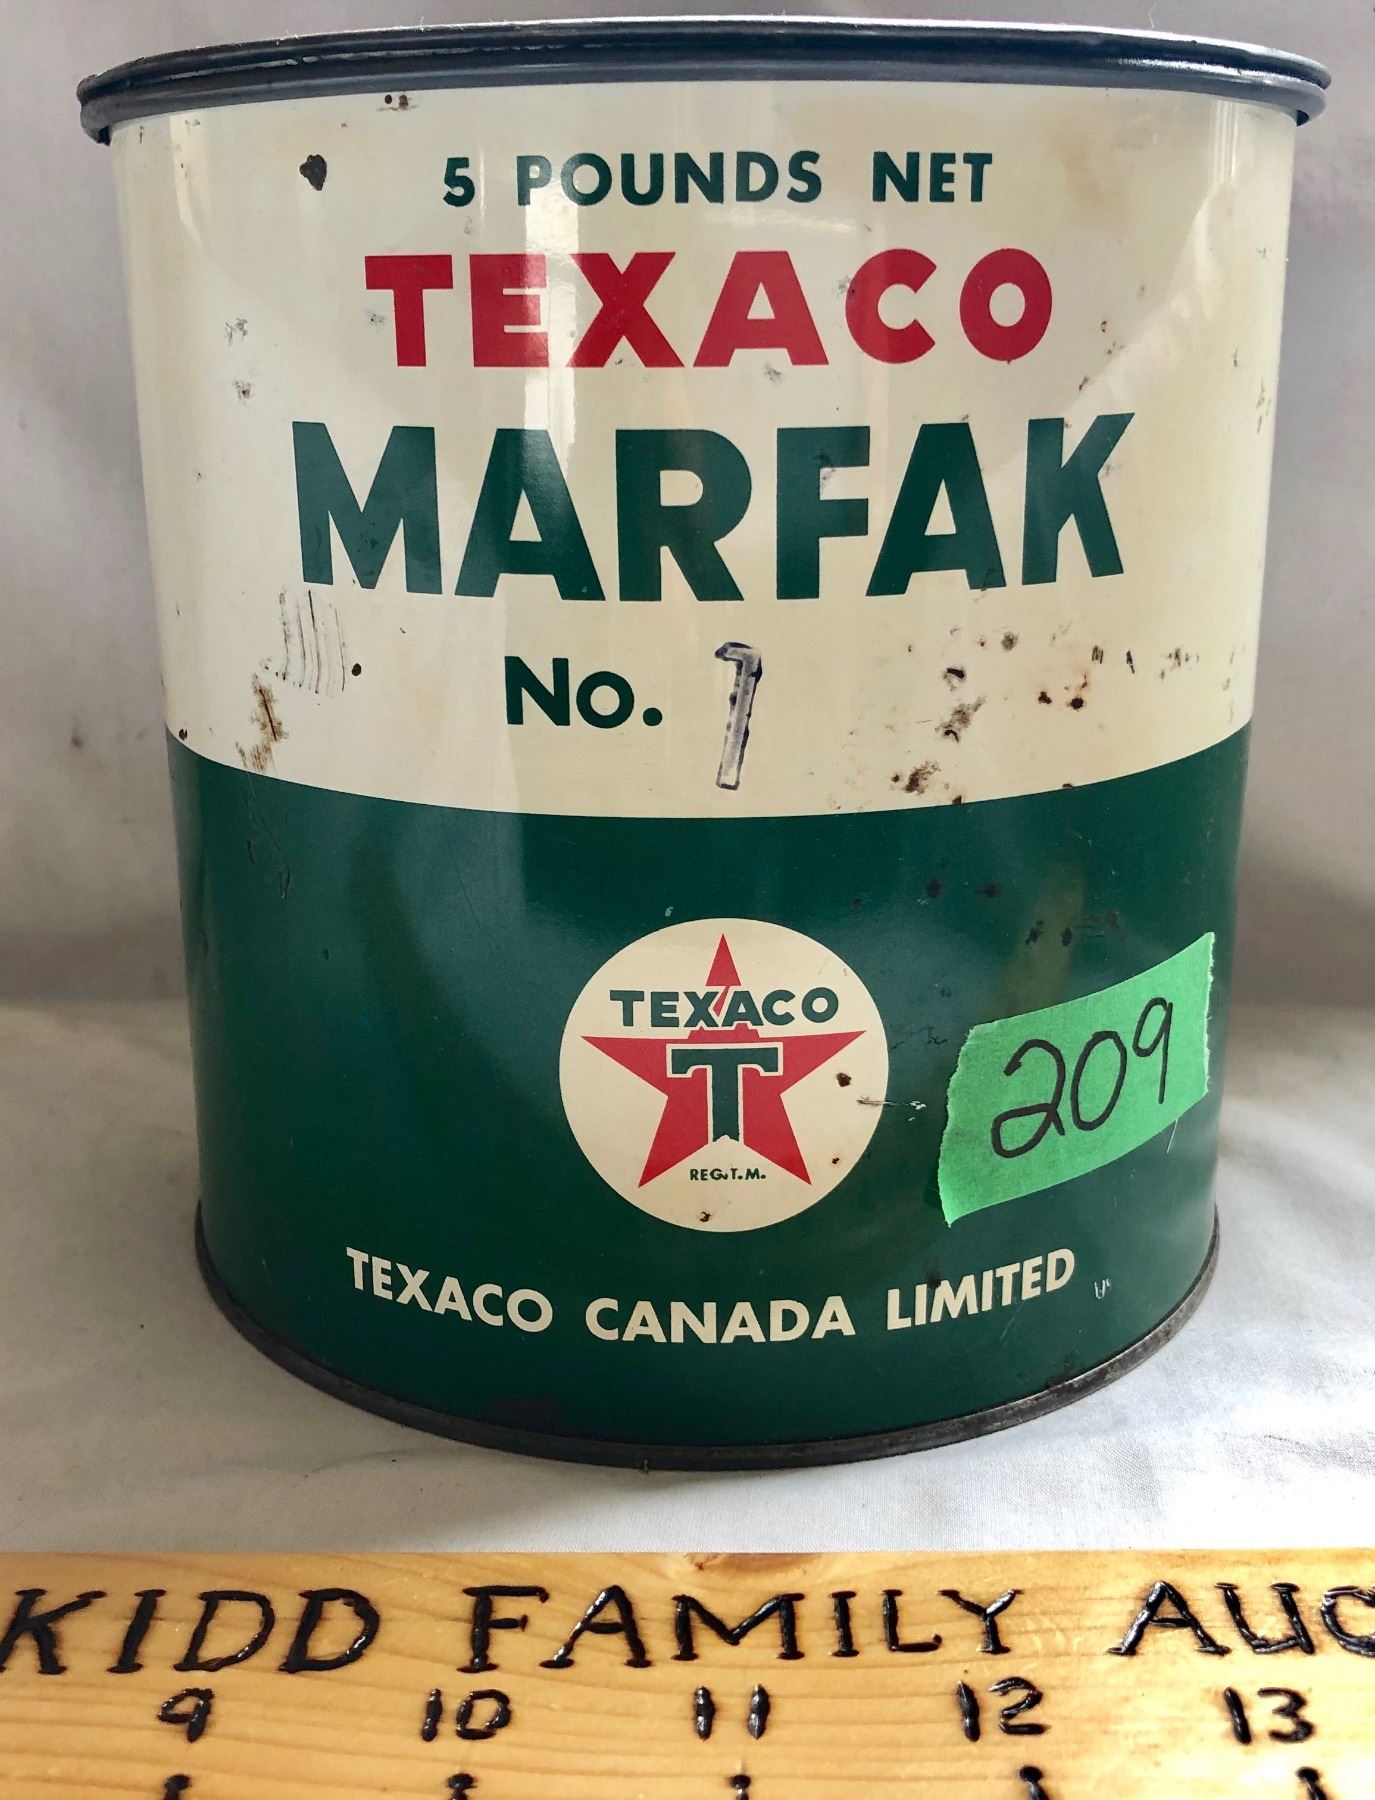 5 POUNDS NET
TEXACO
MARFAK
No. 1
TEXACO
T
REG.T.M.
209
TEXACO CANADA LIMITED
KIDD FAMILY AUC
9 10 11 12 13